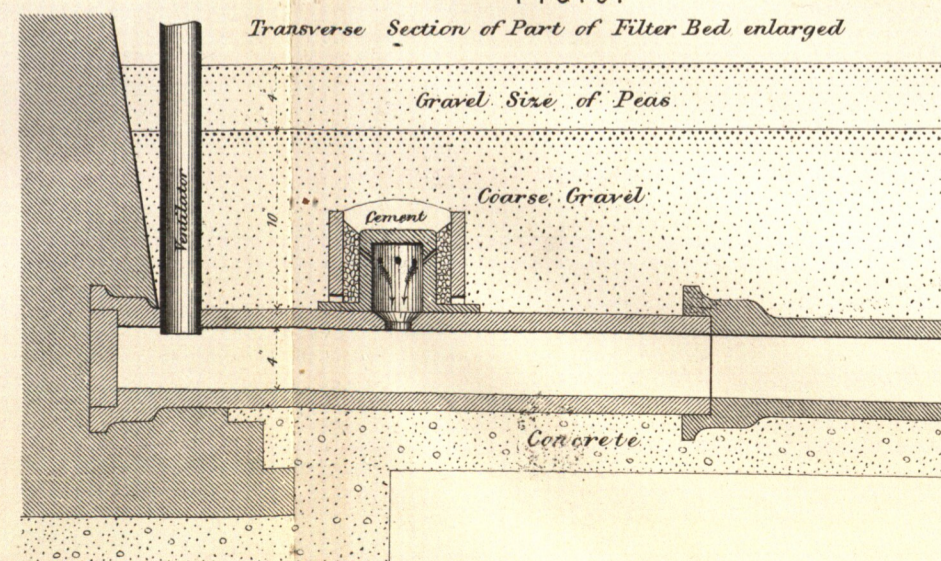 Transverse Section of Part of Filter Bed enlarged
4"
Gravel Size of Peas
Ventilator
10
Coarse Gravel
Cement
4"
Concrete